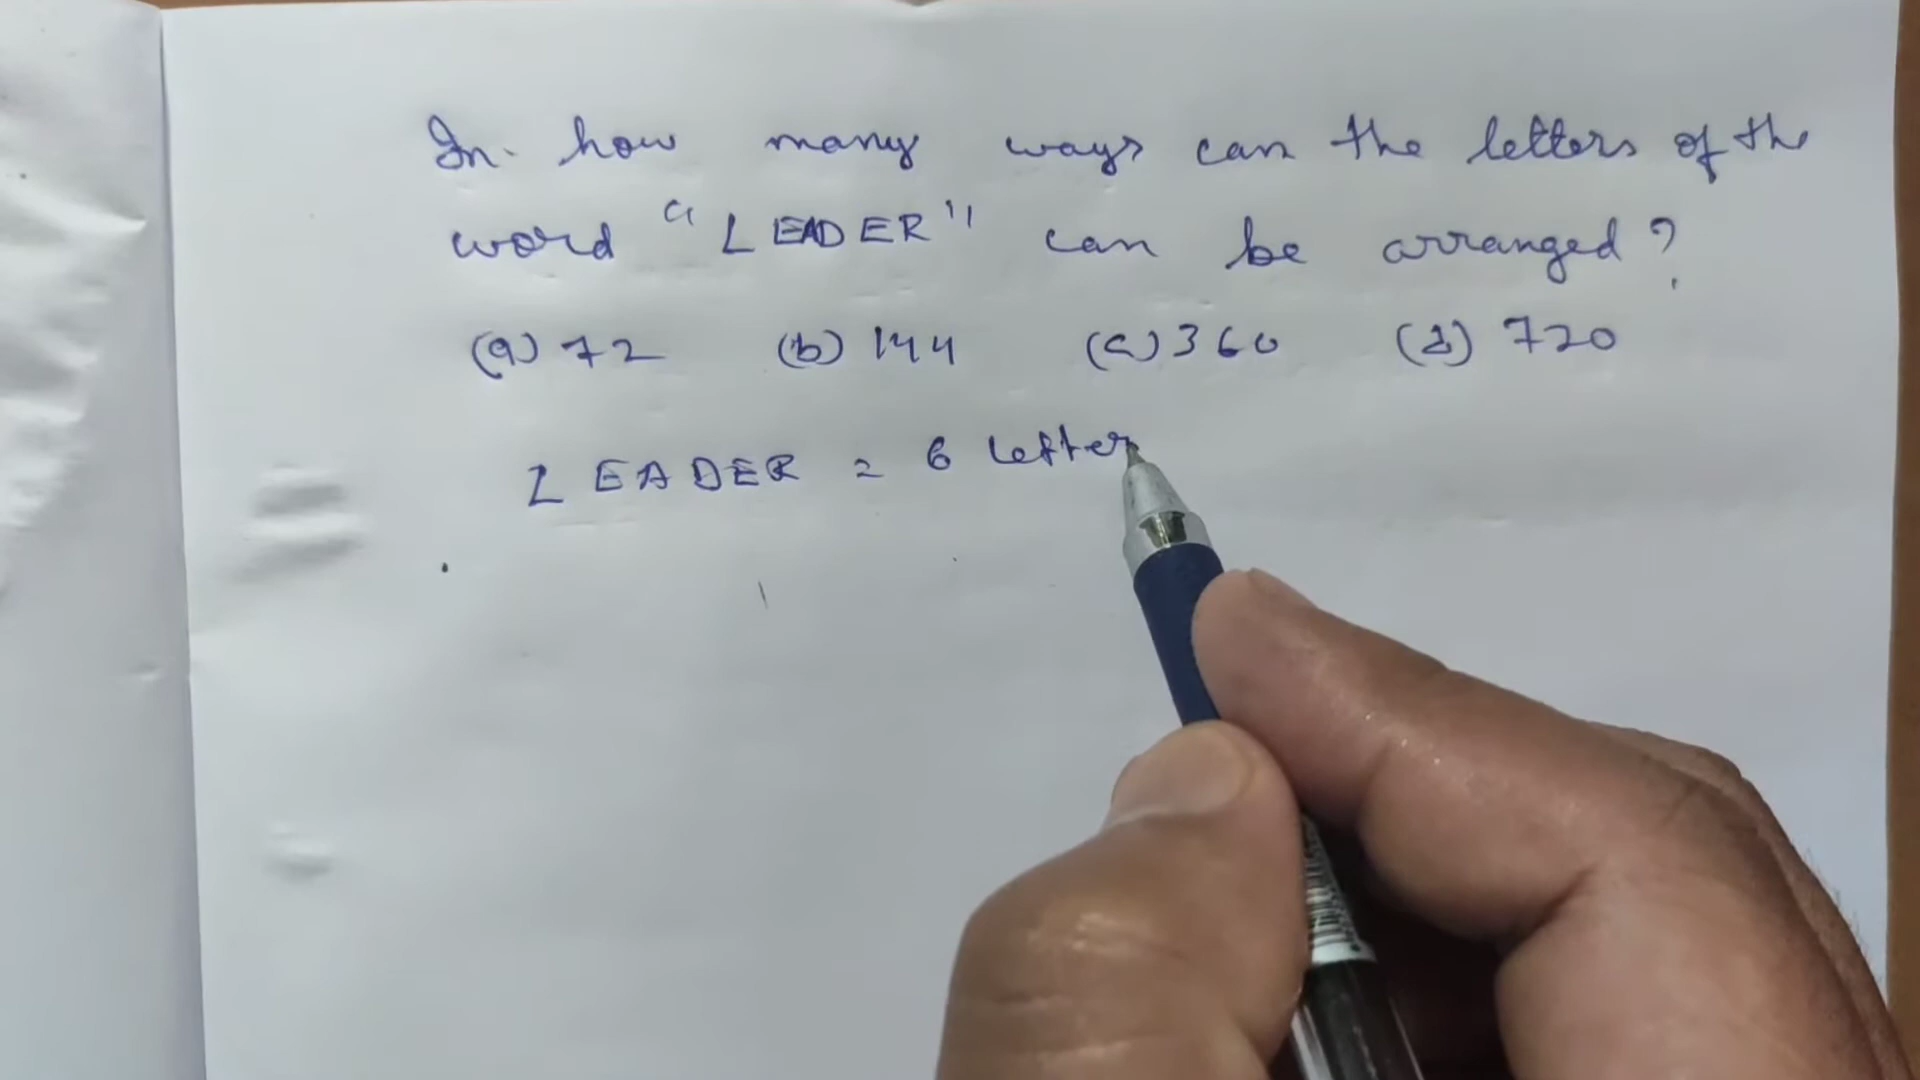 In how many ways can the letters of the
word "LEADER" can be arranged?
(a) 72 (b) 144 (c) 360 (d) 720
LEADER = 6 letter